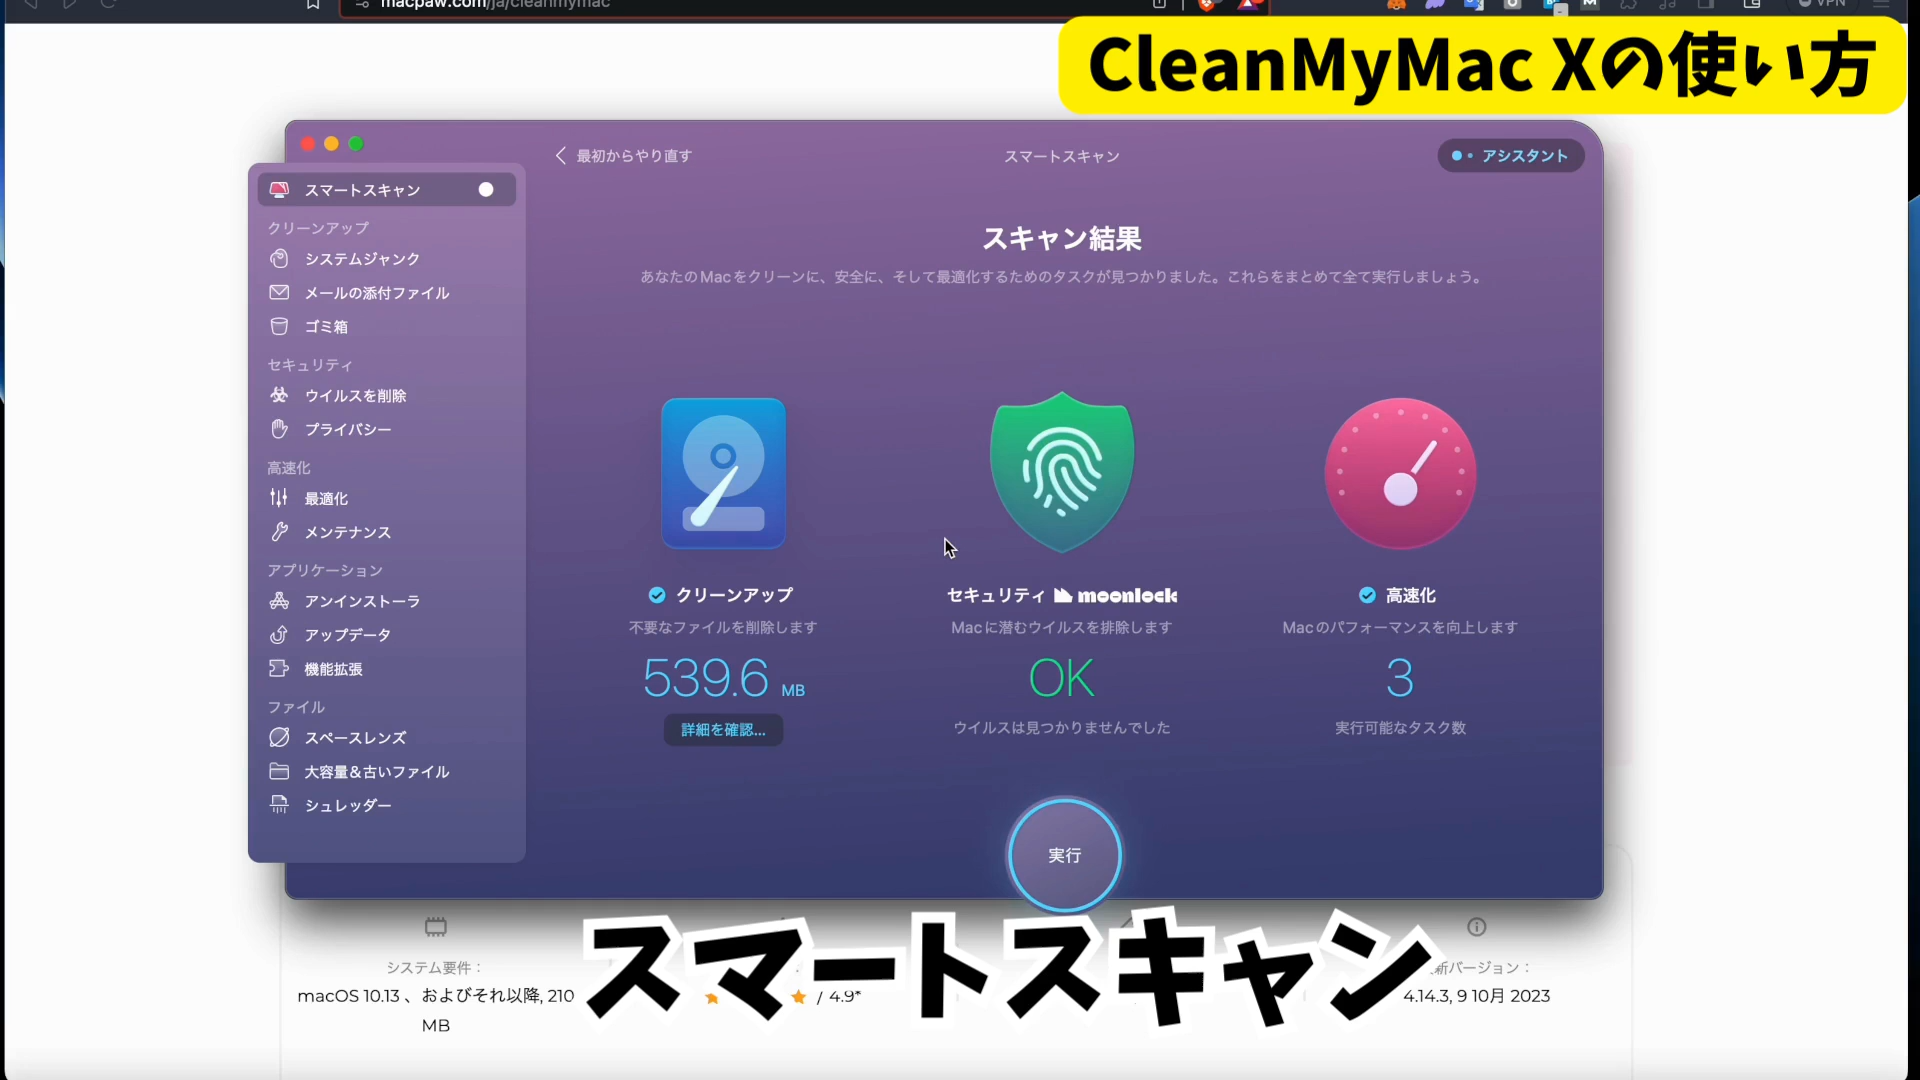 macpaw.com/ja/cleanmymac
VPN
CleanMyMac Xの使い方
最初からやり直す
スマートスキャン
アシスタント
スマートスキャン
クリーンアップ
システムジャンク
メールの添付ファイル
ゴミ箱
セキュリティ
ウイルスを削除
プライバシー
高速化
最適化
メンテナンス
アプリケーション
アンインストーラ
アップデータ
機能拡張
ファイル
スペースレンズ
大容量＆古いファイル
シュレッダー
スキャン結果
あなたのMacをクリーンに、安全に、そして最適化するためのタスクが見つかりました。これらをまとめて全て実行しましょう。
クリーンアップ
不要なファイルを削除します
539.6 MB
詳細を確認...
セキュリティ moonlock
Macに潜むウイルスを排除します
OK
ウイルスは見つかりませんでした
高速化
Macのパフォーマンスを向上します
3
実行可能なタスク数
実行
スマートスキャン
システム要件：
macOS 10.13 、およびそれ以降, 210
MB
/ 4.9*
新バージョン：
4.14.3, 9 10月 2023